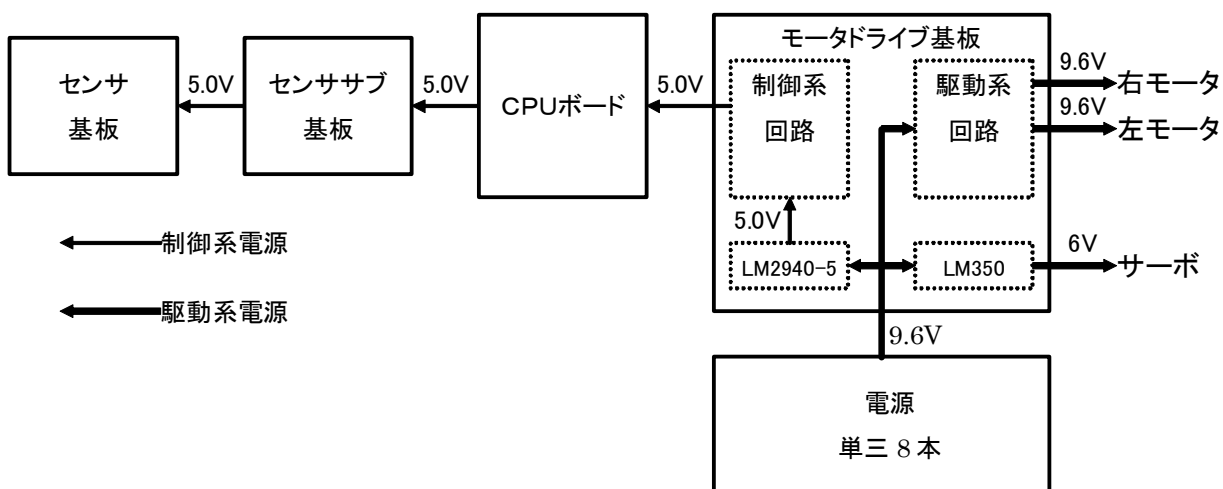 モータドライブ基板
センサ
基板
5.0V
センササブ
基板
5.0V
CPUボード
5.0V
制御系
回路
駆動系
回路
9.6V
右モータ
9.6V
左モータ
5.0V
制御系電源
LM2940-5
LM350
6V
サーボ
駆動系電源
9.6V
電源
単三 8 本